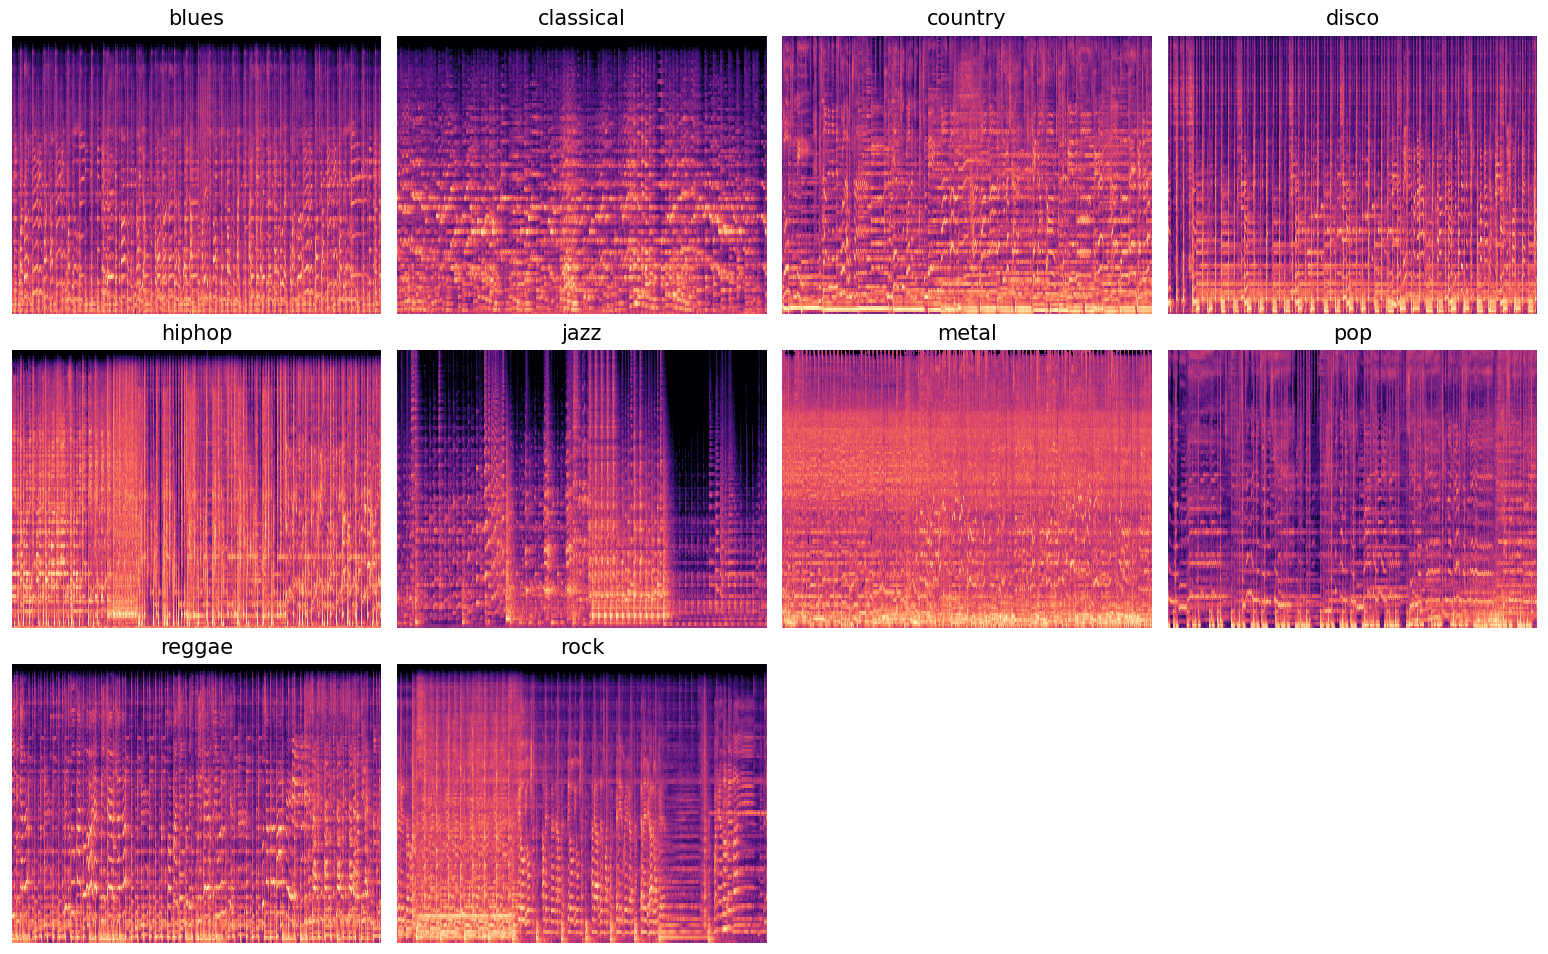 blues
classical
country
disco
hiphop
jazz
metal
pop
reggae
rock